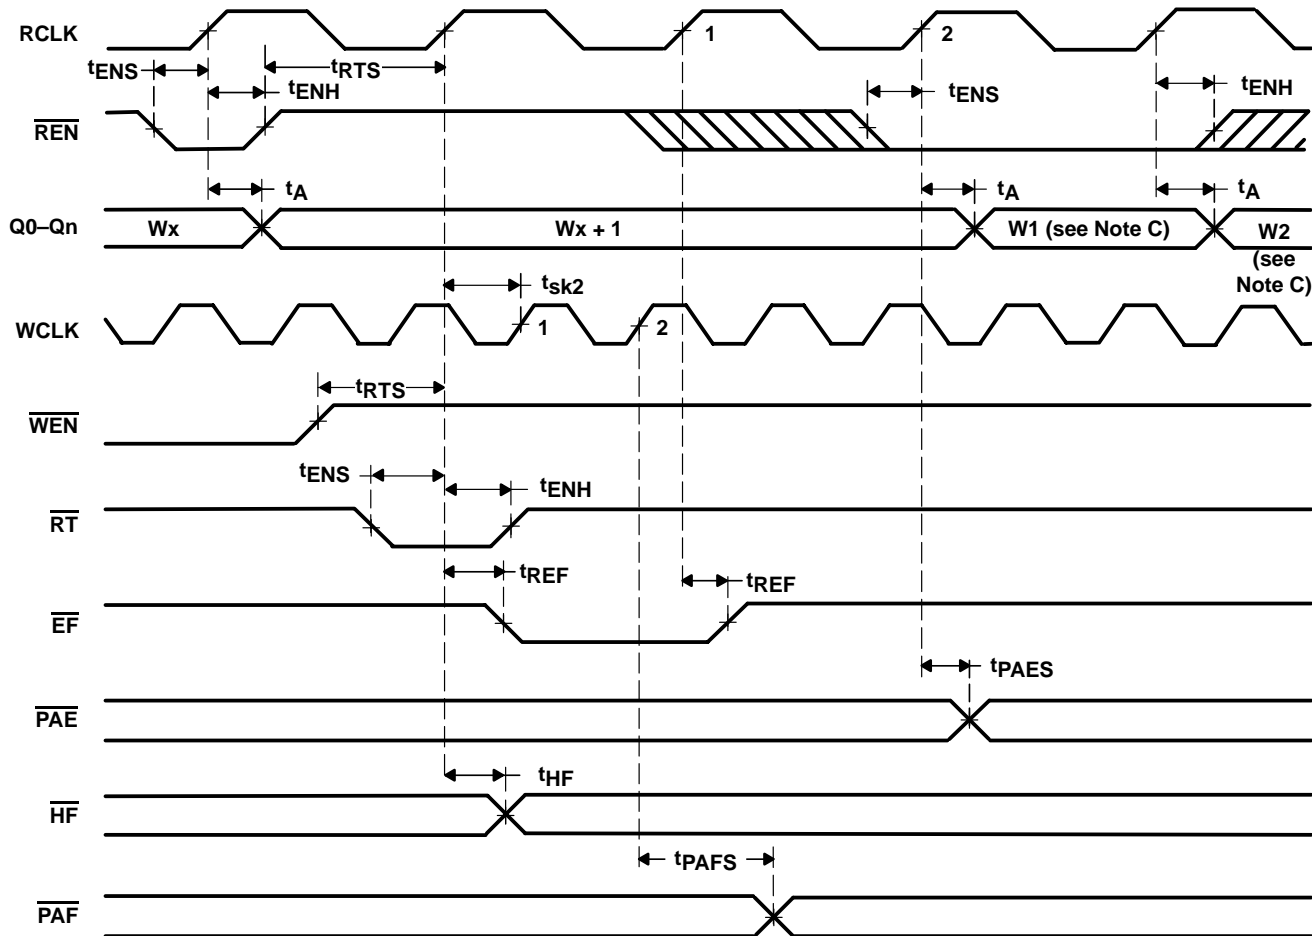 RCLK
1
2
tENS
tRTS
tENH
tENS
tENH
REN
tA
tA
tA
Q0–Qn
Wx
Wx + 1
W1 (see Note C)
W2
(see
Note C)
tsk2
WCLK
1
2
tRTS
WEN
tENS
tENH
RT
tREF
tREF
EF
tPAES
PAE
tHF
HF
tPAFS
PAF